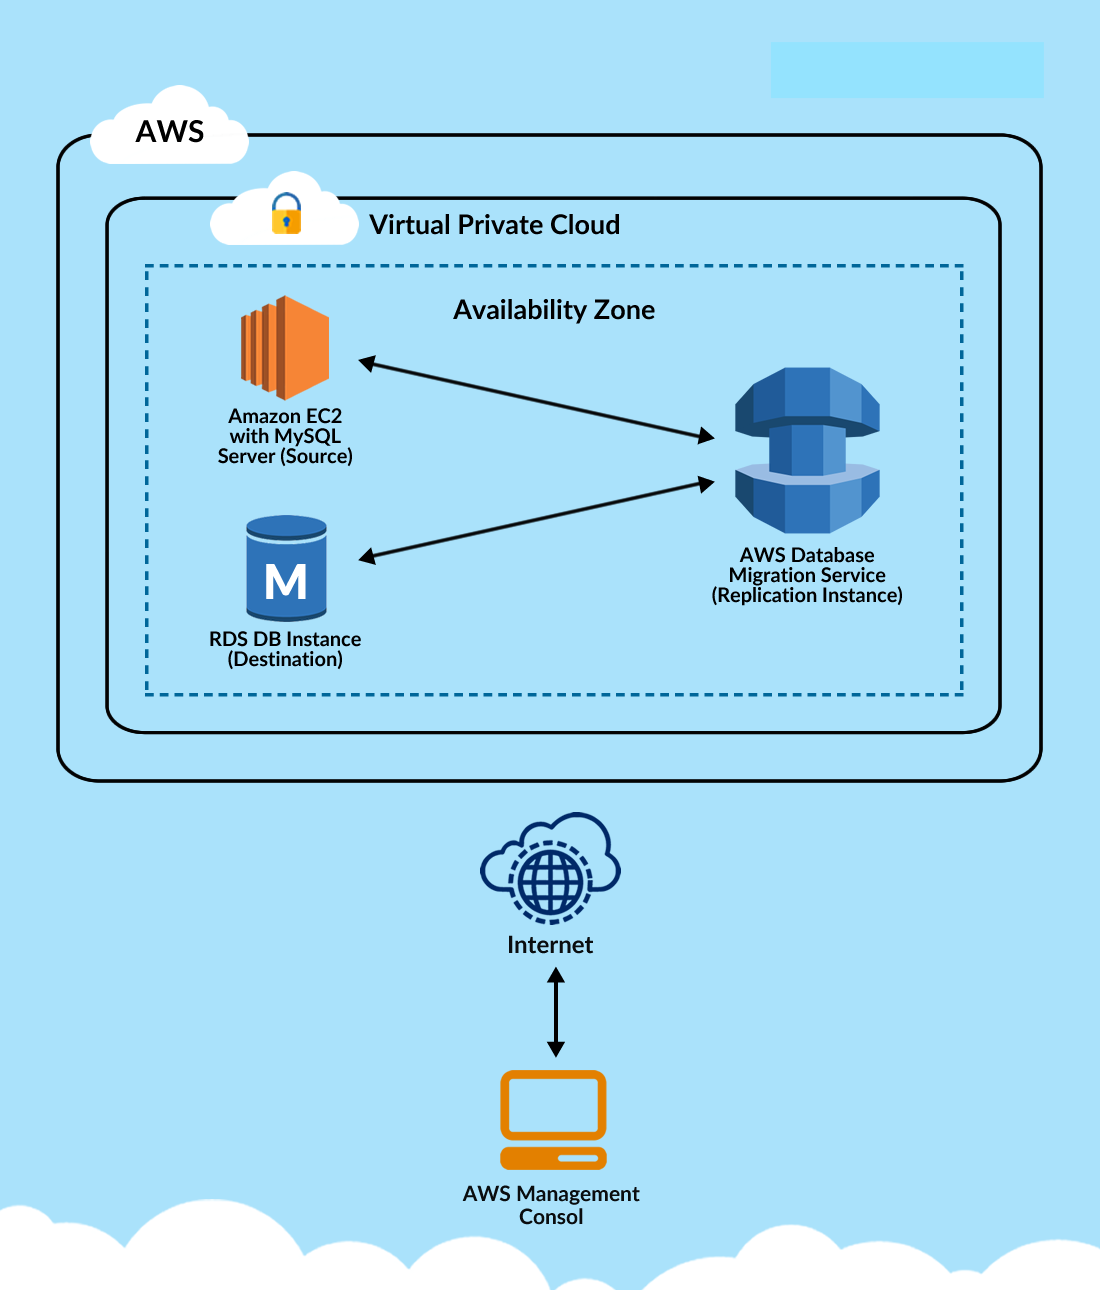 AWS
Virtual Private Cloud
Availability Zone
Amazon EC2
with MySQL
Server (Source)
M
RDS DB Instance
(Destination)
AWS Database
Migration Service
(Replication Instance)
Internet
AWS Management
Consol